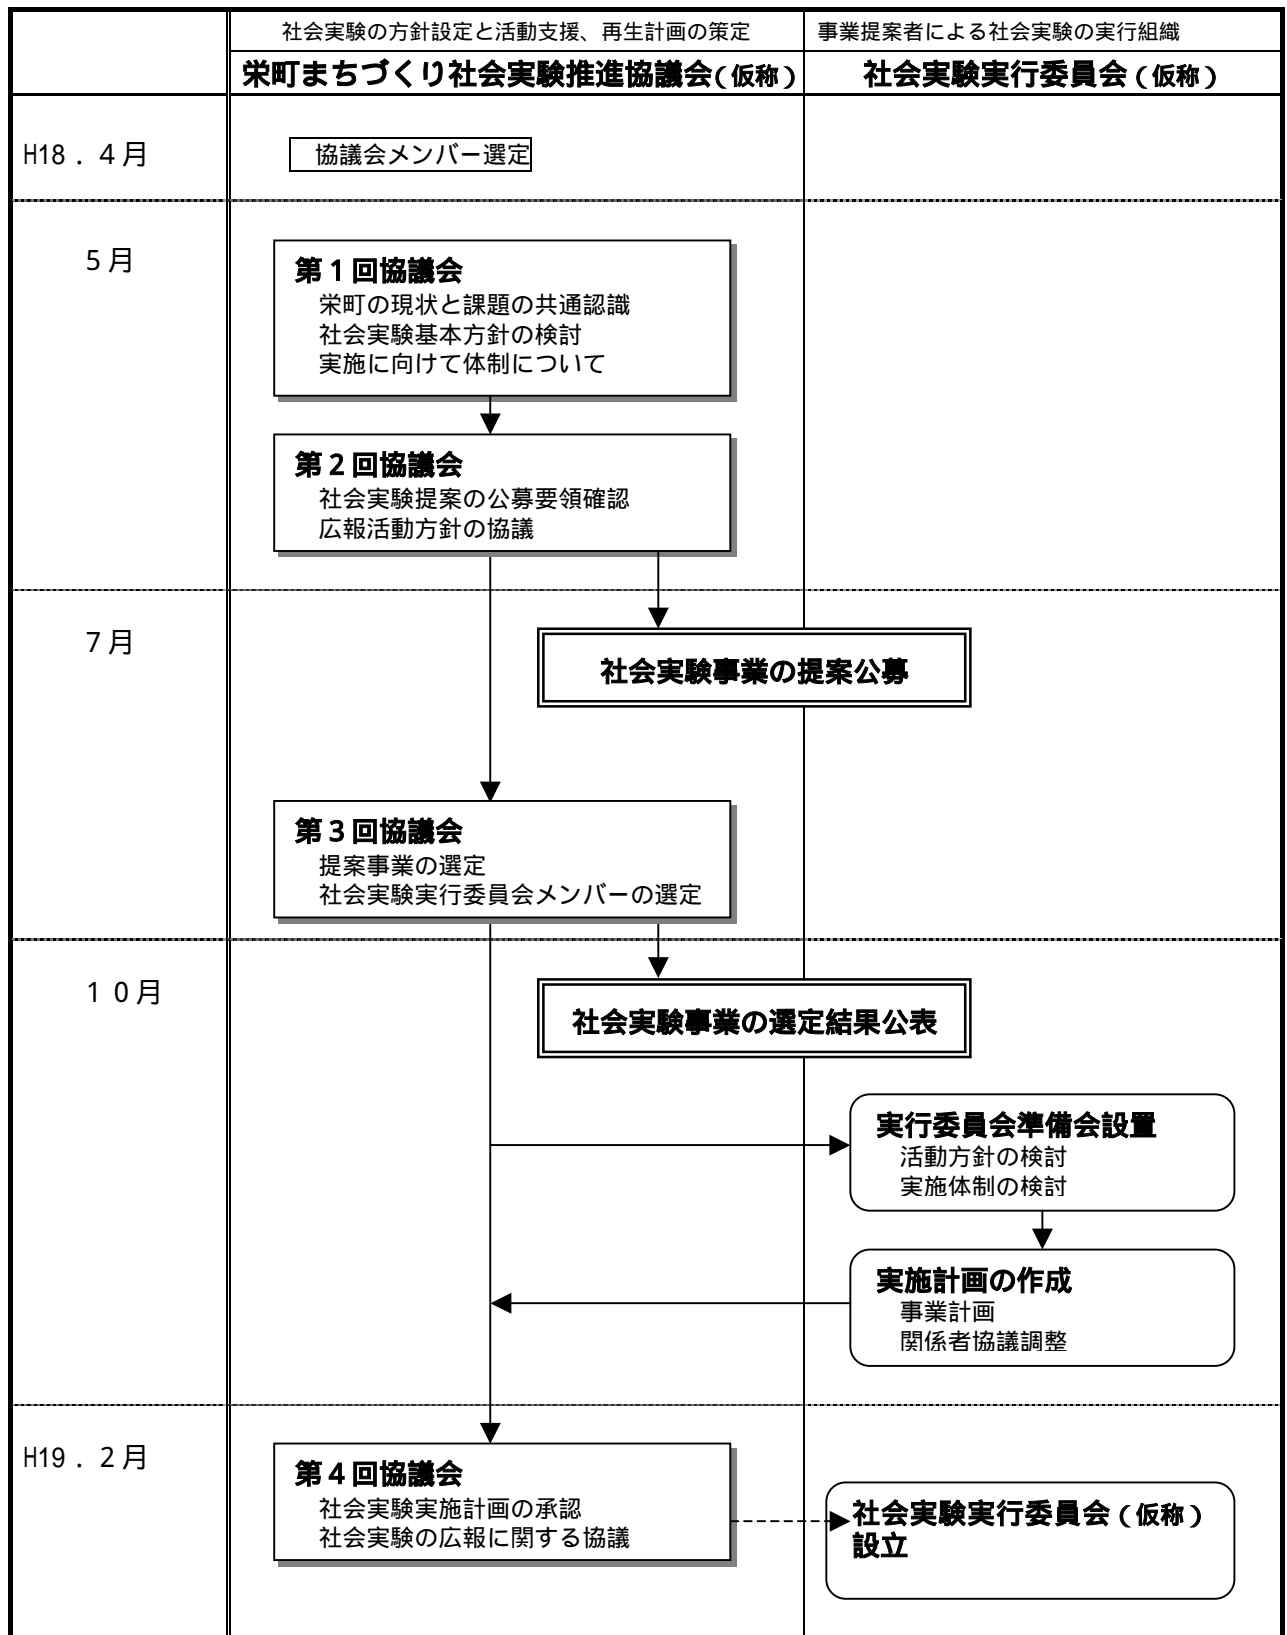 社会実験の方針設定と活動支援、再生計画の策定
事業提案者による社会実験の実行組織
栄町まちづくり社会実験推進協議会(仮称)
社会実験実行委員会(仮称)
H18.4月
協議会メンバー選定
5月
第1回協議会
栄町の現状と課題の共通認識
社会実験基本方針の検討
実施に向けて体制について
第2回協議会
社会実験提案の公募要領確認
広報活動方針の協議
7月
社会実験事業の提案公募
第3回協議会
提案事業の選定
社会実験実行委員会メンバーの選定
10月
社会実験事業の選定結果公表
実行委員会準備会設置
活動方針の検討
実施体制の検討
実施計画の作成
事業計画
関係者協議調整
H19.2月
第4回協議会
社会実験実施計画の承認
社会実験の広報に関する協議
社会実験実行委員会(仮称)
設立